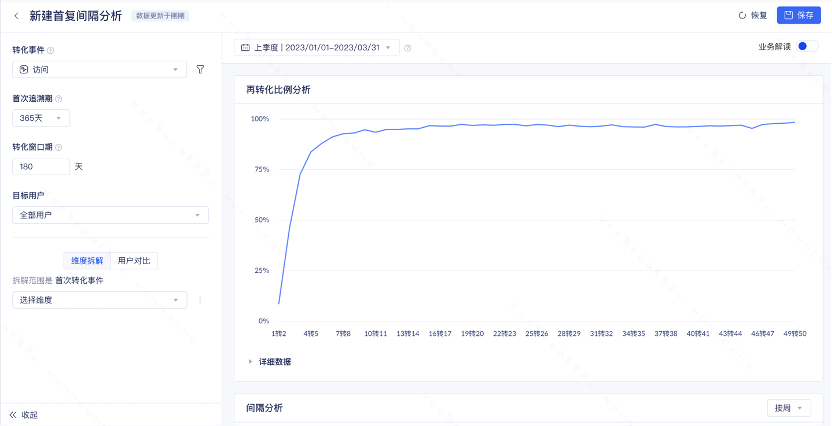 新建首复间隔分析 数据更新于刚刚
恢复 保存
转化事件
访问
首次追溯期
365天
转化窗口期
180 天
目标用户
全部用户
维度拆解 用户对比
拆解范围是 首次转化事件
选择维度
收起
上季度 | 2023/01/01~2023/03/31
业务解读
再转化比例分析
100%
75%
50%
25%
0%
1转2 4转5 7转8 10转11 13转14 16转17 19转20 22转23 25转26 28转29 31转32 34转35 37转38 40转41 43转44 46转47 49转50
详细数据
间隔分析
按周